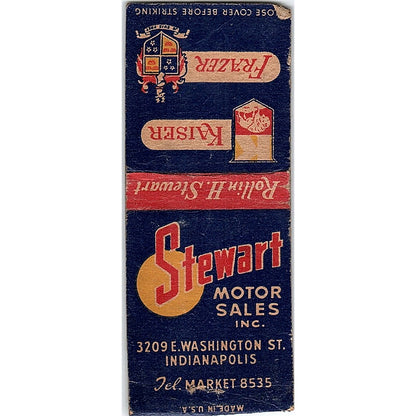 CLOSE COVER BEFORE STRIKING
FRAZER
KAISER
Rollin H. Stewart
Stewart
MOTOR
SALES
INC.
3209 E. WASHINGTON ST.
INDIANAPOLIS
Tel. MARKET 8535
MADE IN U.S.A.